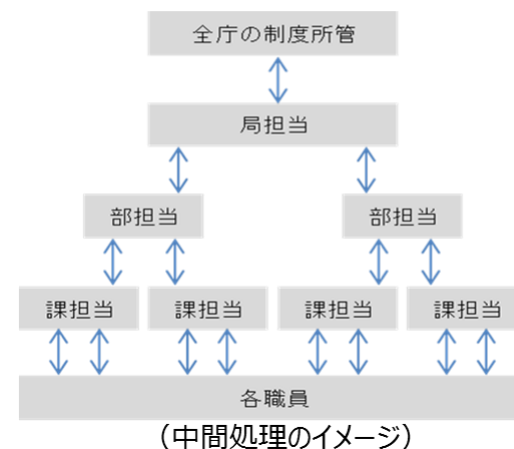 全庁の制度所管
局担当
部担当 部担当
課担当 課担当 課担当 課担当
各職員
（中間処理のイメージ）